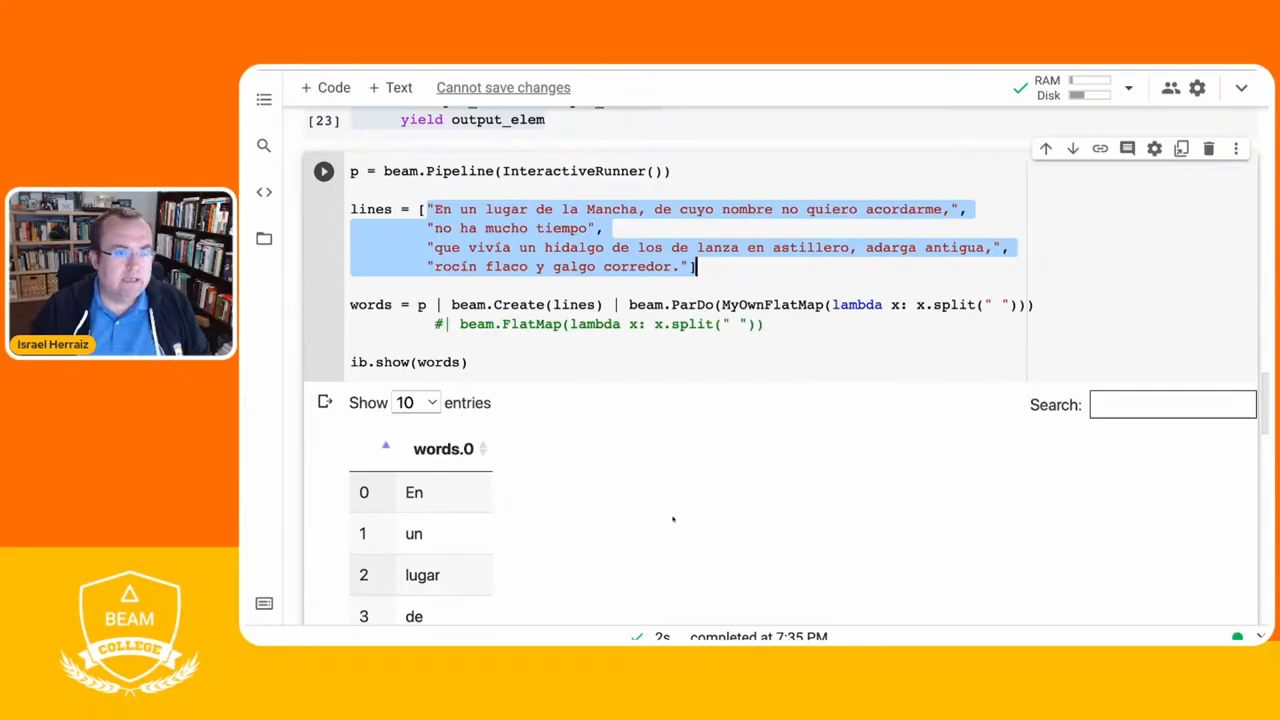 + Code + Text Cannot save changes
RAM
Disk
[23] yield output_elem
p = beam.Pipeline(InteractiveRunner())
lines = ["En un lugar de la Mancha, de cuyo nombre no quiero acordarme,",
"no ha mucho tiempo",
"que vivía un hidalgo de los de lanza en astillero, adarga antigua,",
"rocín flaco y galgo corredor."]
words = p | beam.Create(lines) | beam.ParDo(MyOwnFlatMap(lambda x: x.split(" ")))
#| beam.FlatMap(lambda x: x.split(" "))
ib.show(words)
Show 10 entries
Search:
words.0
0 En
1 un
2 lugar
3 de
2s completed at 7:35 PM
Israel Herraiz
BEAM
COLLEGE